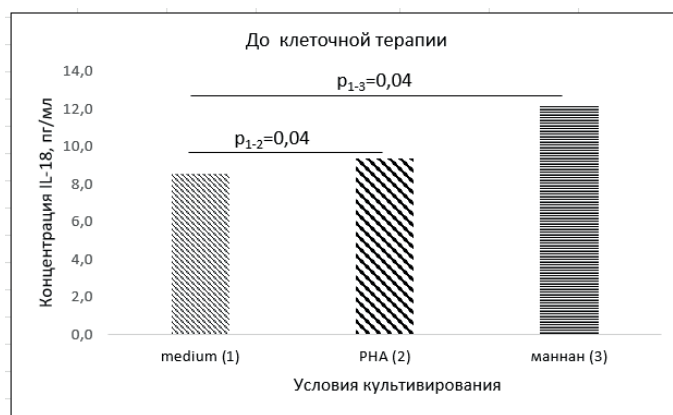 До клеточной терапии
14,0
12,0
10,0
8,0
6,0
4,0
2,0
0,0
Концентрация IL-18, пг/мл
p1-3=0,04
p1-2=0,04
medium (1)
PHA (2)
маннан (3)
Условия культивирования